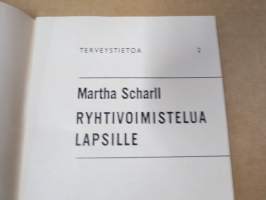 TERVEYSTIETOA 2
Martha Scharll
RYHTIVOIMISTELUA
LAPSILLE